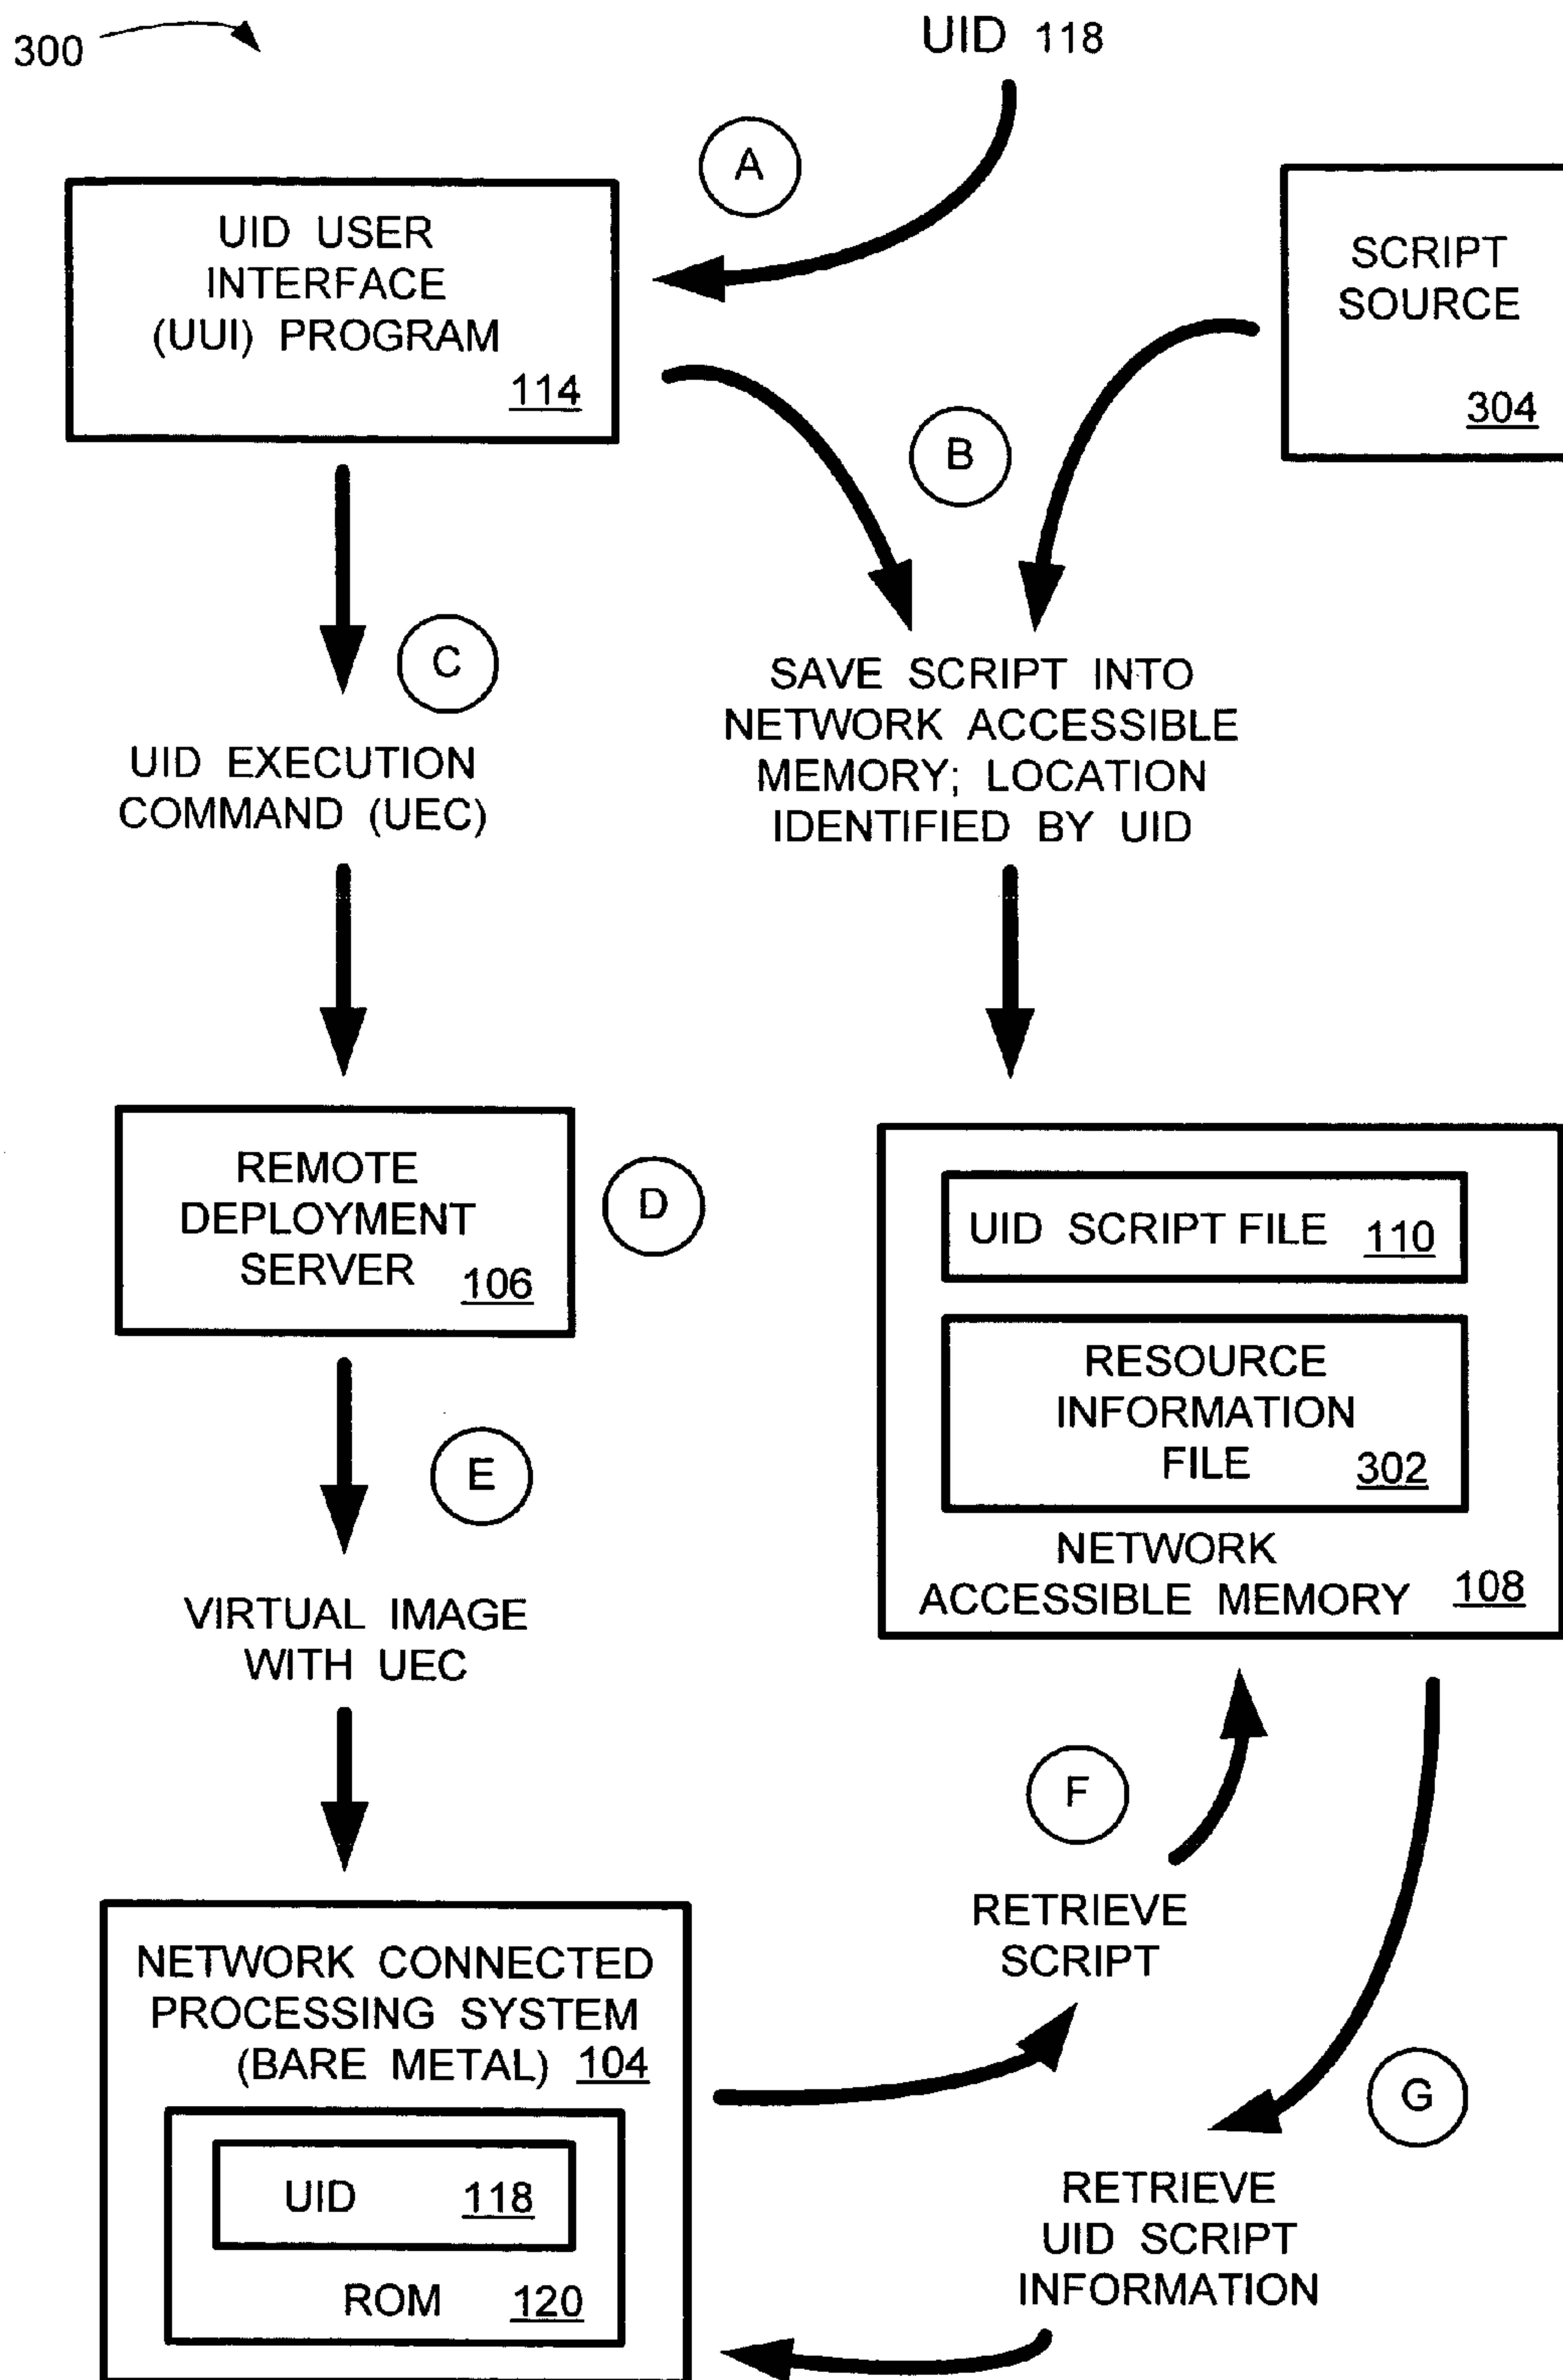 300
UID 118
A
UID USER
INTERFACE
(UUI) PROGRAM
114
SCRIPT
SOURCE
304
B
C
UID EXECUTION
COMMAND (UEC)
SAVE SCRIPT INTO
NETWORK ACCESSIBLE
MEMORY; LOCATION
IDENTIFIED BY UID
REMOTE
DEPLOYMENT
SERVER
106
D
UID SCRIPT FILE 110
RESOURCE
INFORMATION
FILE
302
NETWORK
ACCESSIBLE MEMORY 108
E
VIRTUAL IMAGE
WITH UEC
F
RETRIEVE
SCRIPT
NETWORK CONNECTED
PROCESSING SYSTEM
(BARE METAL) 104
UID 118
ROM 120
G
RETRIEVE
UID SCRIPT
INFORMATION